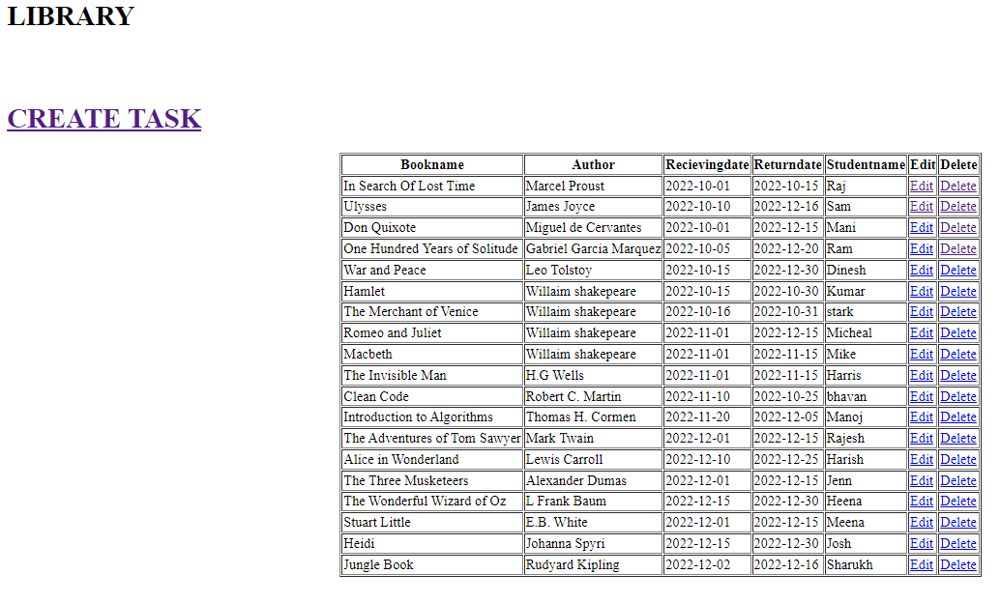 LIBRARY
CREATE TASK
Bookname Author Recievingdate Returndate Studentname Edit Delete
In Search Of Lost Time Marcel Proust 2022-10-01 2022-10-15 Raj Edit Delete
Ulysses James Joyce 2022-10-10 2022-12-16 Sam Edit Delete
Don Quixote Miguel de Cervantes 2022-10-01 2022-12-15 Mani Edit Delete
One Hundred Years of Solitude Gabriel Garcia Marquez 2022-10-05 2022-12-20 Ram Edit Delete
War and Peace Leo Tolstoy 2022-10-15 2022-12-30 Dinesh Edit Delete
Hamlet Willaim shakepeare 2022-10-15 2022-10-30 Kumar Edit Delete
The Merchant of Venice Willaim shakepeare 2022-10-16 2022-10-31 stark Edit Delete
Romeo and Juliet Willaim shakepeare 2022-11-01 2022-12-15 Micheal Edit Delete
Macbeth Willaim shakepeare 2022-11-01 2022-11-15 Mike Edit Delete
The Invisible Man H.G Wells 2022-11-01 2022-11-15 Harris Edit Delete
Clean Code Robert C. Martin 2022-11-10 2022-10-25 bhavan Edit Delete
Introduction to Algorithms Thomas H. Cormen 2022-11-20 2022-12-05 Manoj Edit Delete
The Adventures of Tom Sawyer Mark Twain 2022-12-01 2022-12-15 Rajesh Edit Delete
Alice in Wonderland Lewis Carroll 2022-12-10 2022-12-25 Harish Edit Delete
The Three Musketeers Alexander Dumas 2022-12-01 2022-12-15 Jenn Edit Delete
The Wonderful Wizard of Oz L Frank Baum 2022-12-15 2022-12-30 Heena Edit Delete
Stuart Little E.B. White 2022-12-01 2022-12-15 Meena Edit Delete
Heidi Johanna Spyri 2022-12-15 2022-12-30 Josh Edit Delete
Jungle Book Rudyard Kipling 2022-12-02 2022-12-16 Sharukh Edit Delete